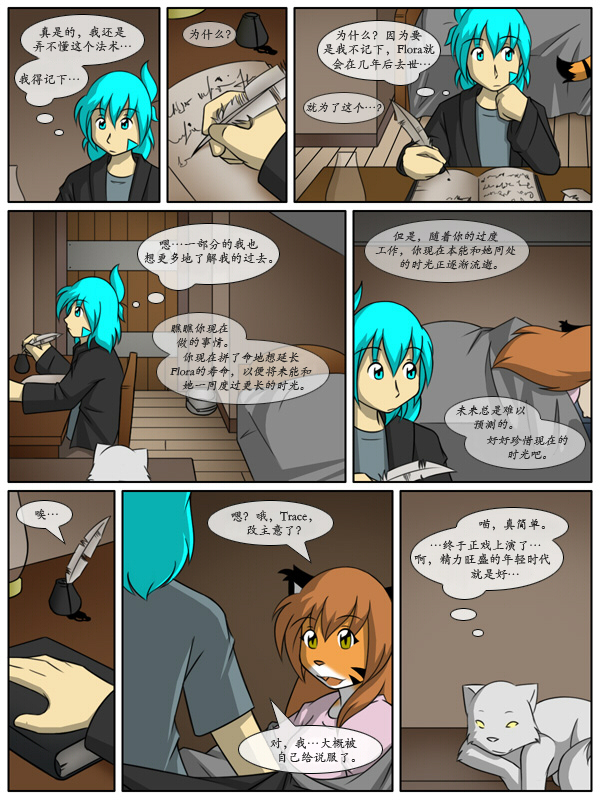 真是的，我还是
弄不懂这个法术…
我得记下…
为什么？
为什么？因为要
是我不记下，Flora就
会在几年后去世…
就为了这个…？
嗯…一部分的我也
想更多地了解我的过去。
瞧瞧你现在
做的事情。
你现在拼了命地想延长
Flora的寿命，以便将来能和
她一同度过更长的时光。
但是，随着你的过度
工作，你现在本能和她同处
的时光正逐渐流逝。
未来总是难以
预测的。
好好珍惜现在的
时光吧。
唉…
嗯？哦，Trace，
改主意了？
对，我…大概被
自己给说服了。
啃，真简单。
…终于正戏上演了…
啊，精力旺盛的年轻时代
就是好…